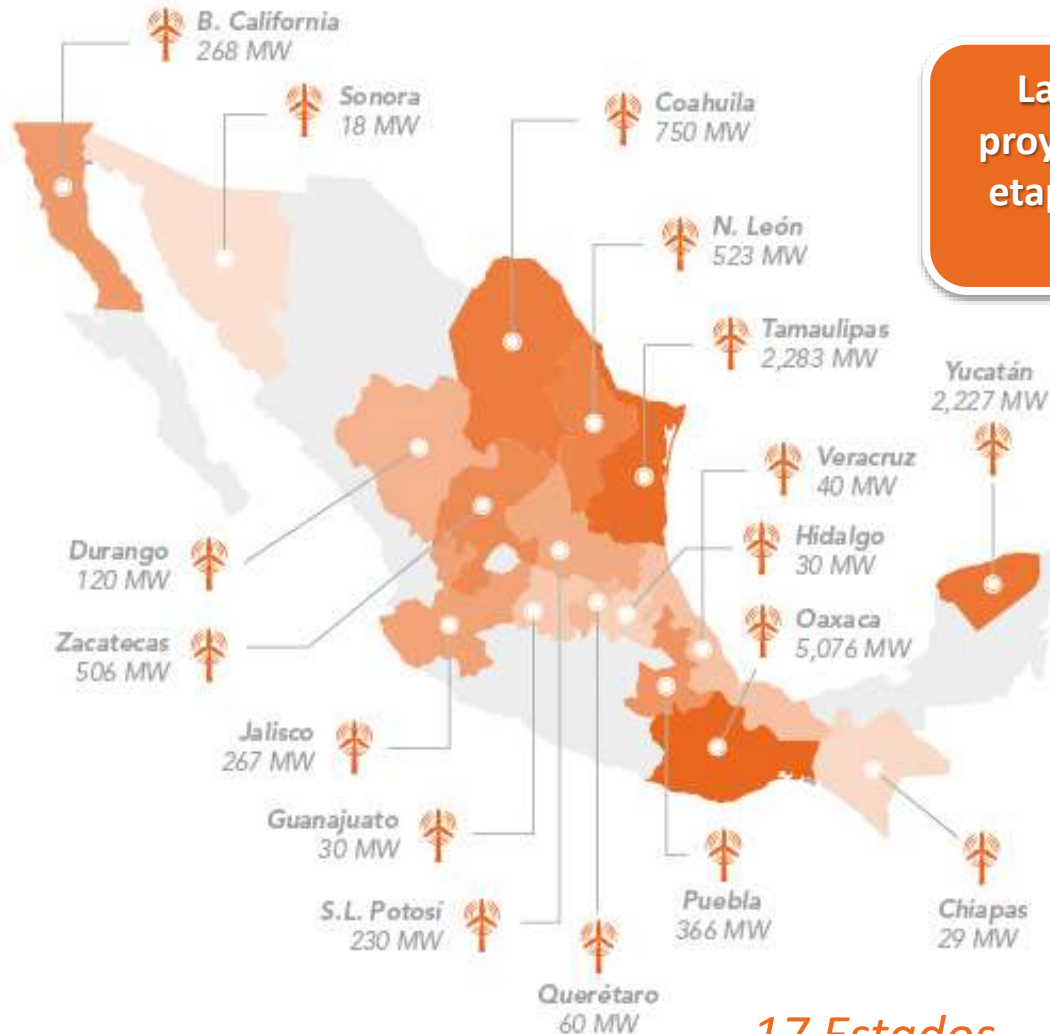 B. California
268 MW
Sonora
18 MW
Coahuila
750 MW
La
proy
etap
N. León
523 MW
Tamaulipas
2,283 MW
Yucatán
2,227 MW
Veracruz
40 MW
Hidalgo
30 MW
Durango
120 MW
Oaxaca
5,076 MW
Zacatecas
506 MW
Jalisco
267 MW
Guanajuato
30 MW
S.L. Potosí
230 MW
Puebla
366 MW
Chiapas
29 MW
Querétaro
60 MW
17 Estados